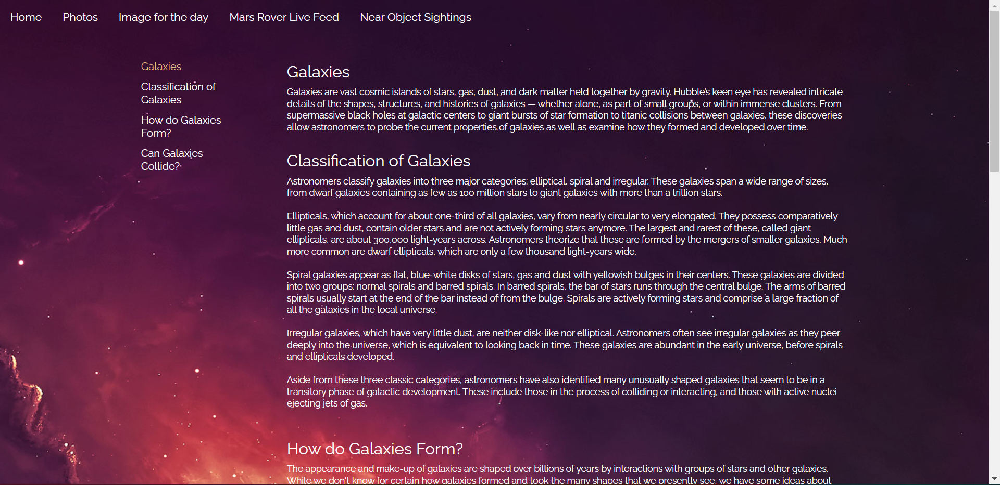 Home Photos Image for the day Mars Rover Live Feed Near Object Sightings
Galaxies
Classification of
Galaxies
How do Galaxies
Form?
Can Galaxies
Collide?
Galaxies
Galaxies are vast cosmic islands of stars, gas, dust, and dark matter held together by gravity. Hubble's keen eye has revealed intricate
details of the shapes, structures, and histories of galaxies — whether alone, as part of small groups, or within immense clusters. From
supermassive black holes at galactic centers to giant bursts of star formation to titanic collisions between galaxies, these discoveries
allow astronomers to probe the current properties of galaxies as well as examine how they formed and developed over time.
Classification of Galaxies
Astronomers classify galaxies into three major categories: elliptical, spiral and irregular. These galaxies span a wide range of sizes,
from dwarf galaxies containing as few as 100 million stars to giant galaxies with more than a trillion stars.
Ellipticals, which account for about one-third of all galaxies, vary from nearly circular to very elongated. They possess comparatively
little gas and dust, contain older stars and are not actively forming stars anymore. The largest and rarest of these, called giant
ellipticals, are about 300,000 light-years across. Astronomers theorize that these are formed by the mergers of smaller galaxies. Much
more common are dwarf ellipticals, which are only a few thousand light-years wide.
Spiral galaxies appear as flat, blue-white disks of stars, gas and dust with yellowish bulges in their centers. These galaxies are divided
into two groups: normal spirals and barred spirals. In barred spirals, the bar of stars runs through the central bulge. The arms of barred
spirals usually start at the end of the bar instead of from the bulge. Spirals are actively forming stars and comprise a large fraction of
all the galaxies in the local universe.
Irregular galaxies, which have very little dust, are neither disk-like nor elliptical. Astronomers often see irregular galaxies as they peer
deeply into the universe, which is equivalent to looking back in time. These galaxies are abundant in the early universe, before spirals
and ellipticals developed.
Aside from these three classic categories, astronomers have also identified many unusually shaped galaxies that seem to be in a
transitory phase of galactic development. These include those in the process of colliding or interacting, and those with active nuclei
ejecting jets of gas.
How do Galaxies Form?
The appearance and make-up of galaxies are shaped over billions of years by interactions with groups of stars and other galaxies.
While we don't know for certain how galaxies formed and took the many shapes that we presently see, we have some ideas about